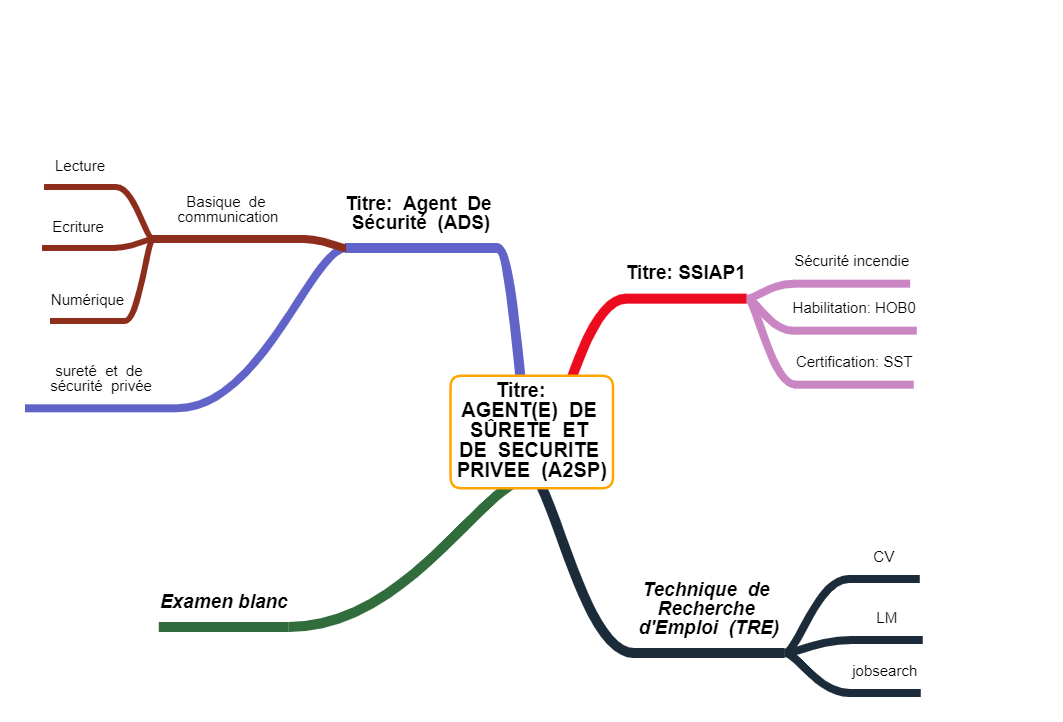 Lecture
Ecriture
Numérique
Basique de
communication
sureté et de
sécurité privée
Titre: Agent De
Sécurité (ADS)
Titre: SSIAP1
Sécurité incendie
Habilitation: HOB0
Certification: SST
Titre:
AGENT(E) DE
SÛRETE ET
DE SECURITE
PRIVEE (A2SP)
Examen blanc
Technique de
Recherche
d'Emploi (TRE)
CV
LM
jobsearch